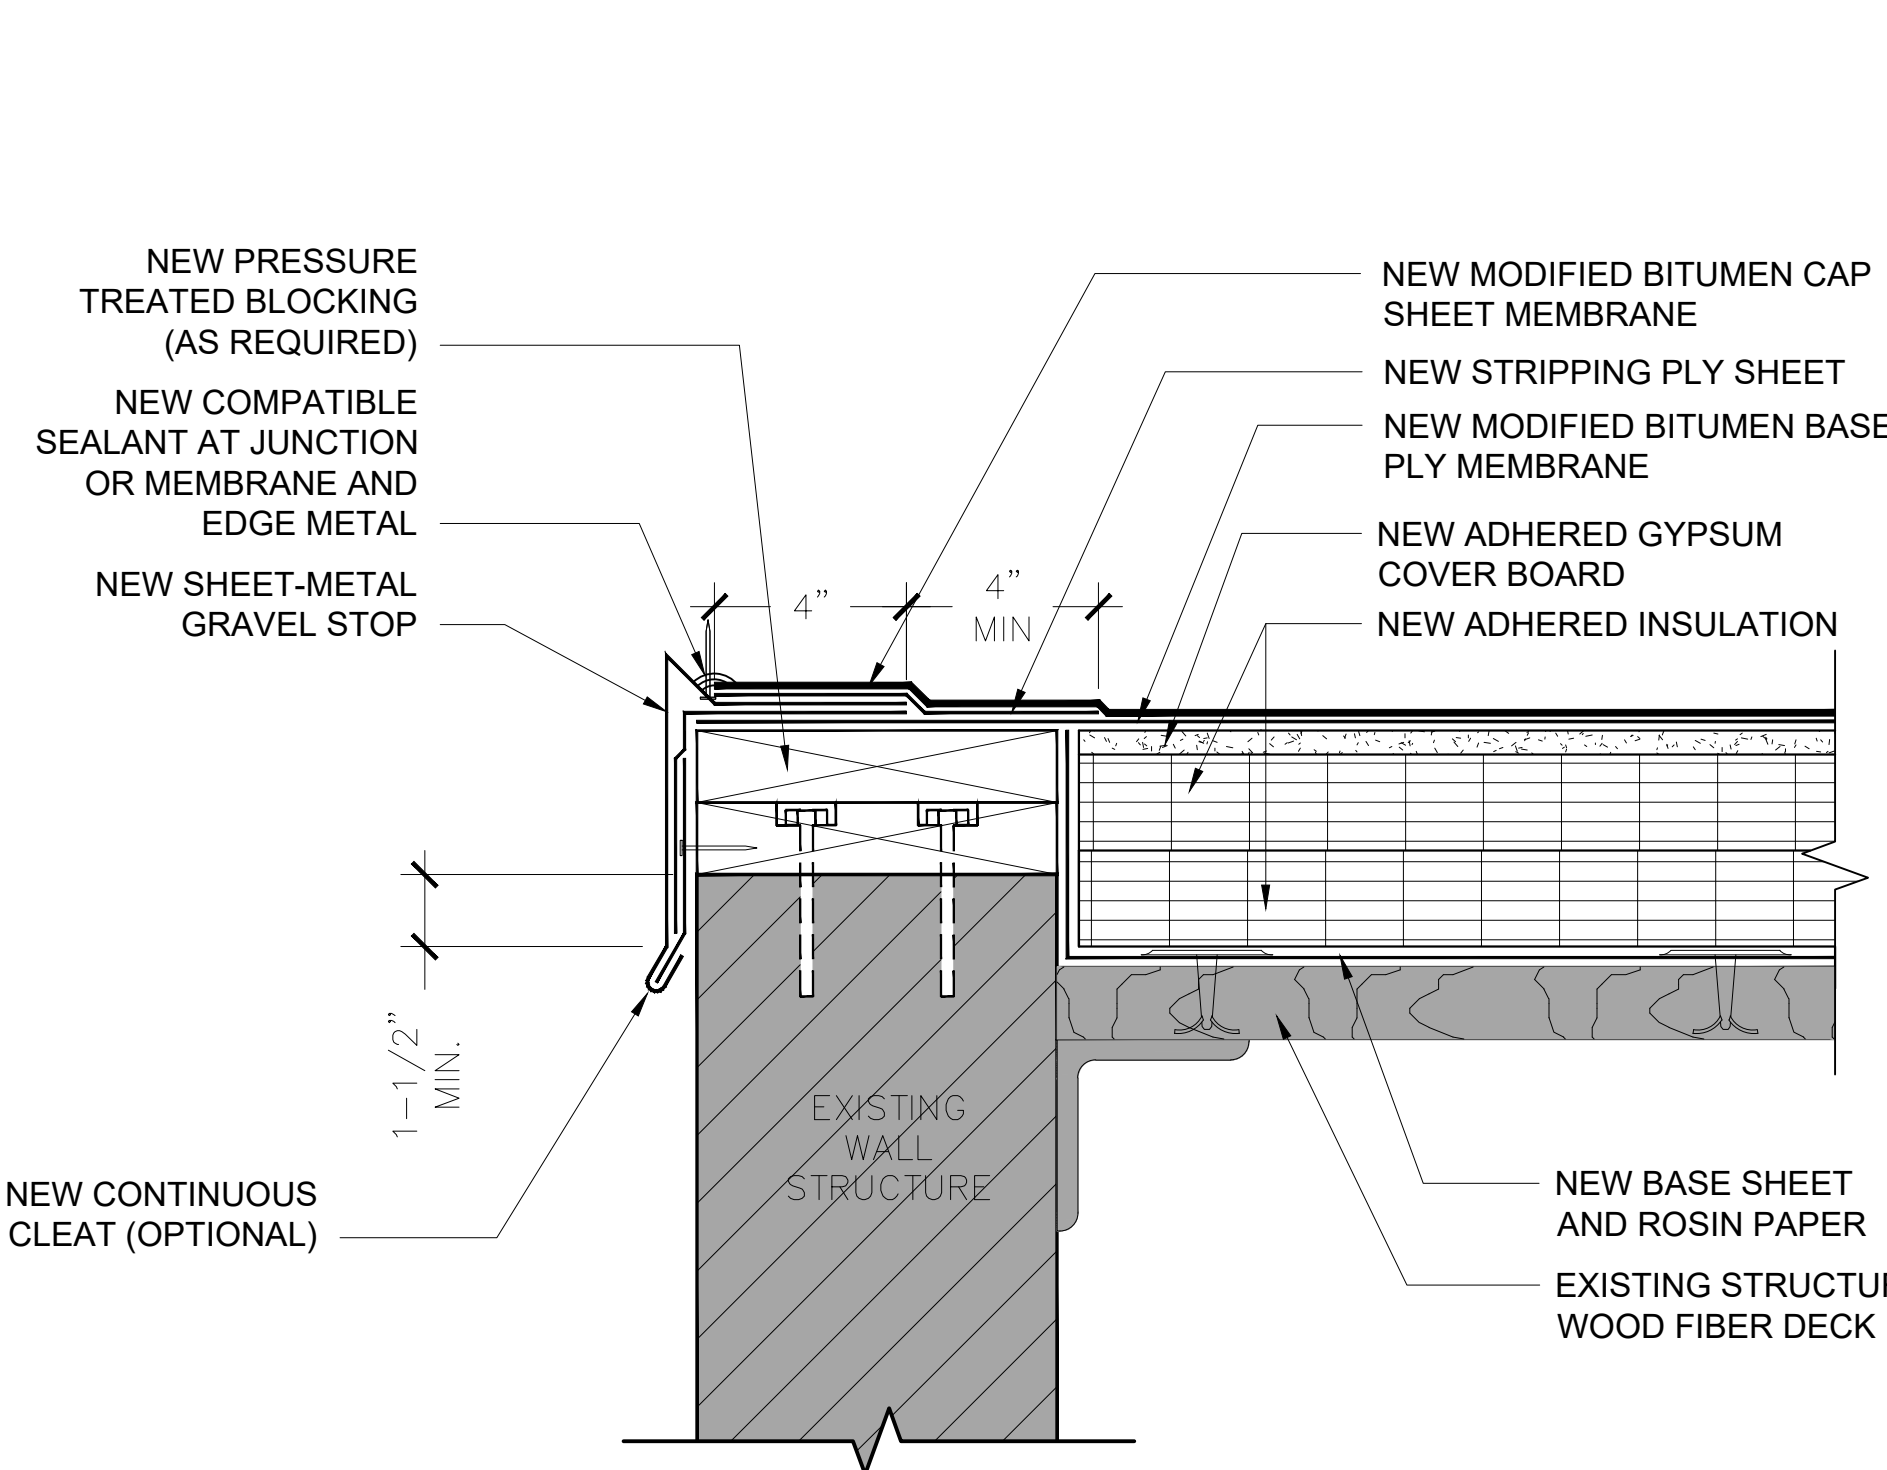 NEW PRESSURE
TREATED BLOCKING
(AS REQUIRED)
NEW COMPATIBLE
SEALANT AT JUNCTION
OR MEMBRANE AND
EDGE METAL
NEW SHEET-METAL
GRAVEL STOP
4”
4”
MIN
NEW MODIFIED BITUMEN CAP
SHEET MEMBRANE
NEW STRIPPING PLY SHEET
NEW MODIFIED BITUMEN BASE
PLY MEMBRANE
NEW ADHERED GYPSUM
COVER BOARD
NEW ADHERED INSULATION
1-1/2”
MIN.
EXISTING
WALL
STRUCTURE
NEW CONTINUOUS
CLEAT (OPTIONAL)
NEW BASE SHEET
AND ROSIN PAPER
EXISTING
WOOD FIBER DECK